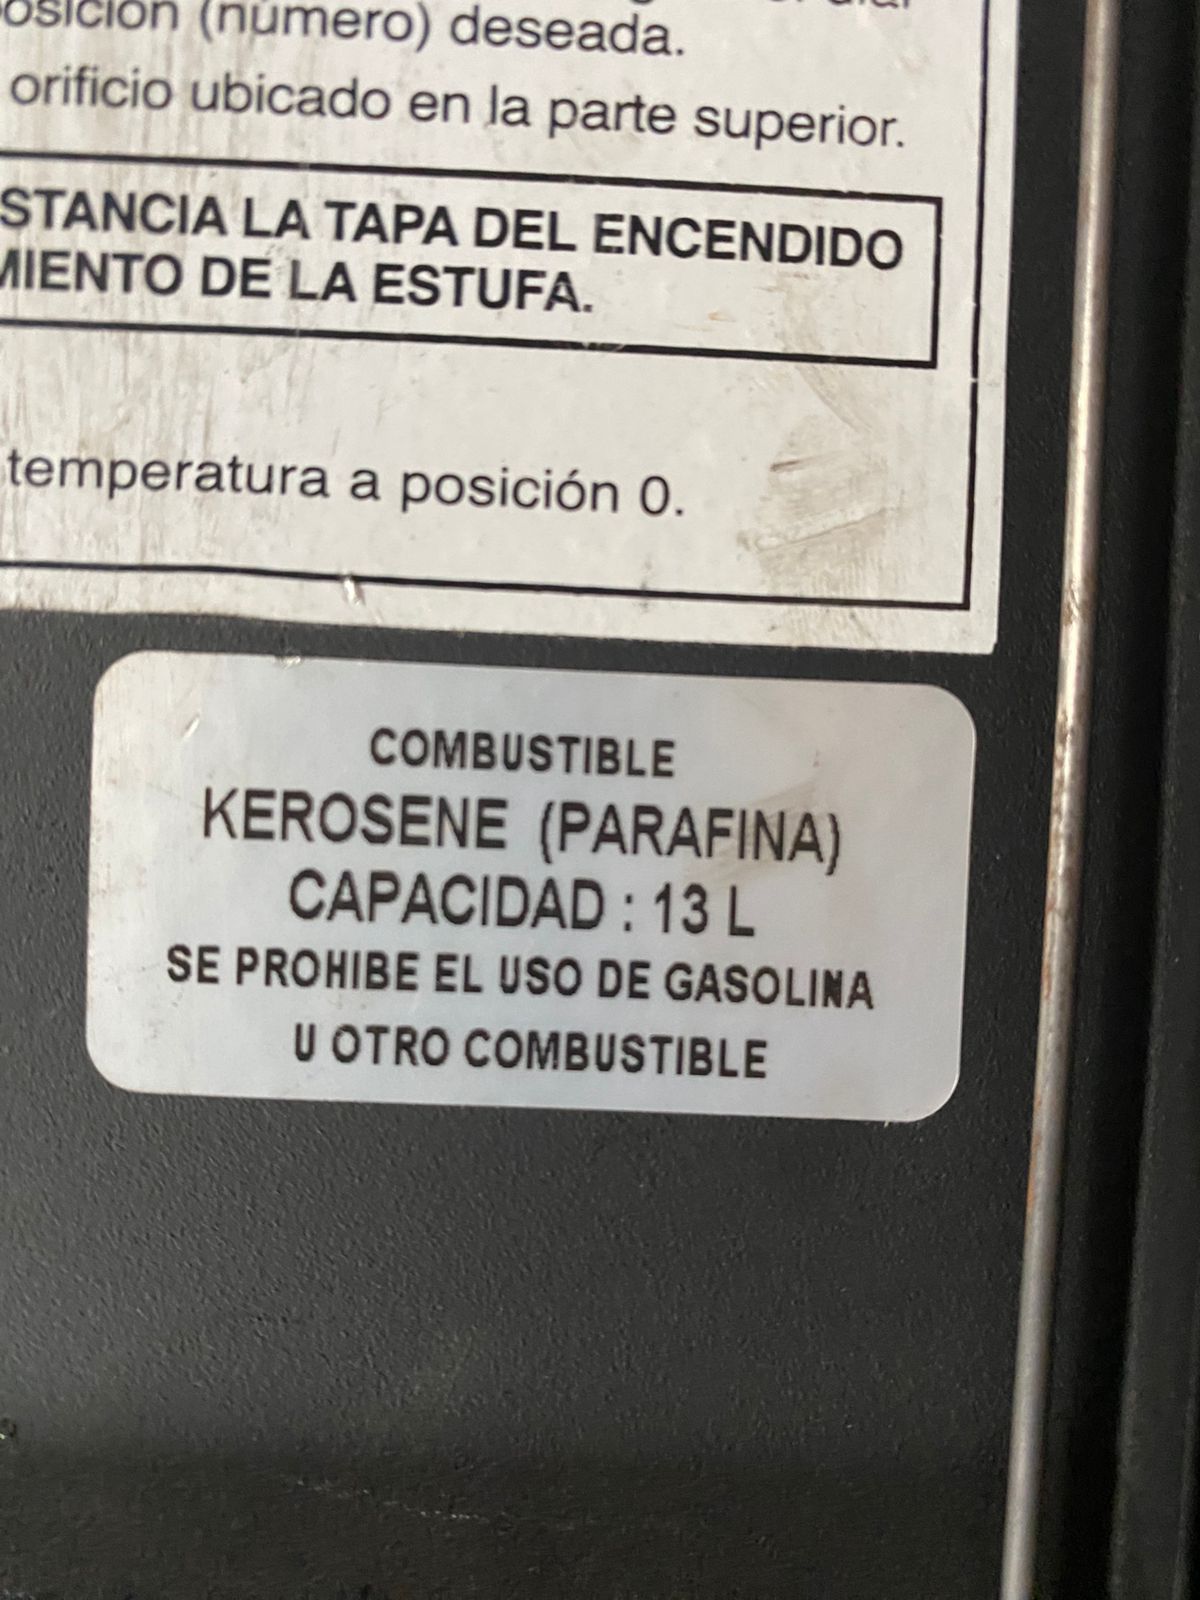 (número) deseada.
orificio ubicado en la parte superior.
STANCIA LA TAPA DEL ENCENDIDO
MIENTO DE LA ESTUFA.
temperatura a posición 0.
COMBUSTIBLE
KEROSENE (PARAFINA)
CAPACIDAD : 13 L
SE PROHIBE EL USO DE GASOLINA
U OTRO COMBUSTIBLE